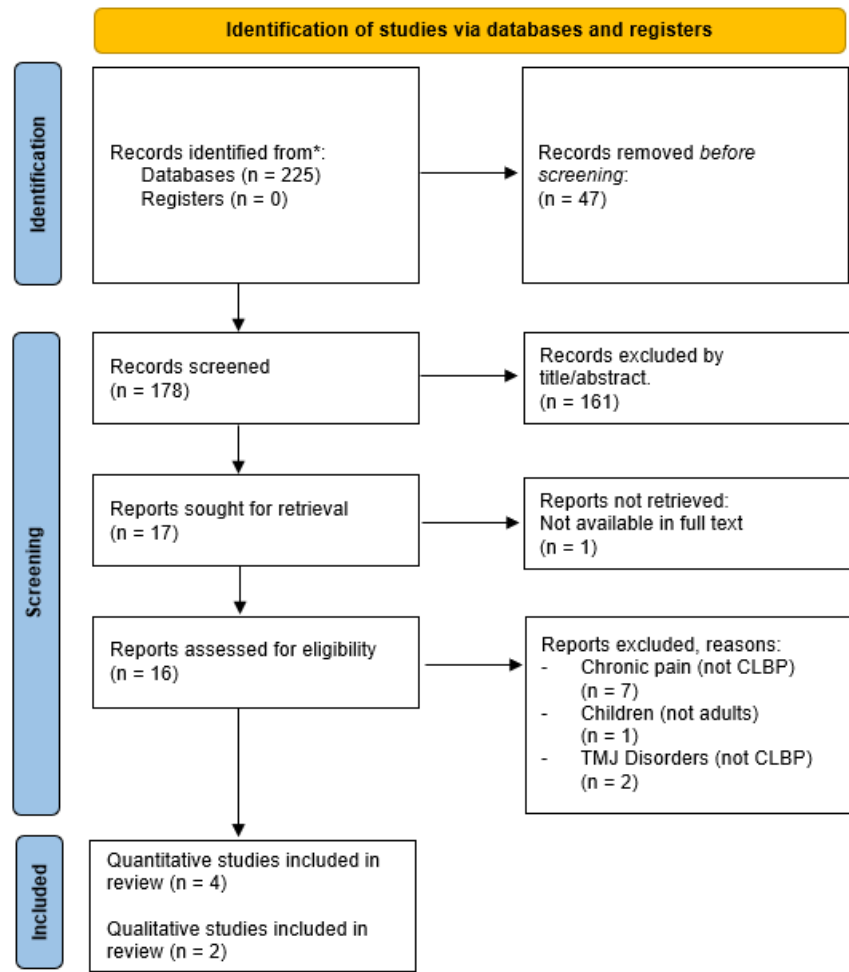 Identification of studies via databases and registers
Identification
Records identified from*:
Databases (n = 225)
Registers (n = 0)
Records removed before
screening:
(n = 47)
Screening
Records screened
(n = 178)
Records excluded by
title/abstract.
(n = 161)
Reports sought for retrieval
(n = 17)
Reports not retrieved:
Not available in full text
(n = 1)
Reports assessed for eligibility
(n = 16)
Reports excluded, reasons:
- Chronic pain (not CLBP)
(n = 7)
- Children (not adults)
(n = 1)
- TMJ Disorders (not CLBP)
(n = 2)
Included
Quantitative studies included in
review (n = 4)
Qualitative studies included in
review (n = 2)